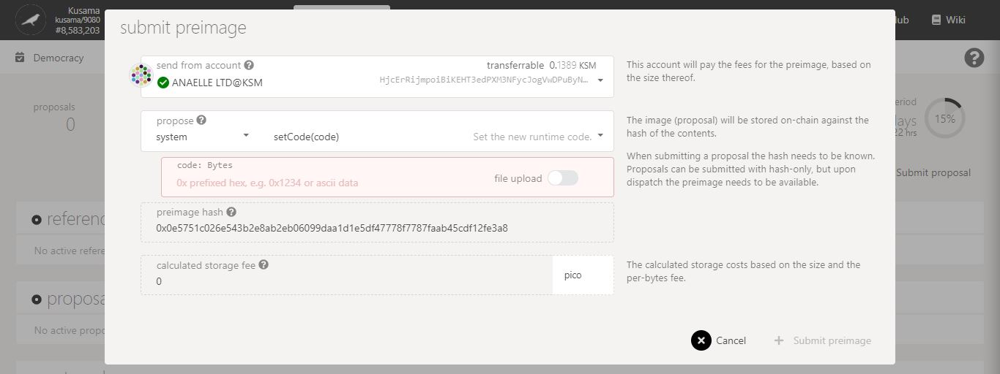 Kusama
kusama/9080
#8,583,203
lub
Wiki
submit preimage
Democracy
send from account
transferrable 0.1389 KSM
ANAELLE LTD@KSM
HjcErRijmpoiBiKEHT3edPXM3NFycJogVwDPuByN…
This account will pay the fees for the preimage, based on
the size thereof.
proposals
0
eriod
lays
22 hrs
15%
propose
system
setCode(code)
Set the new runtime code.
The image (proposal) will be stored on-chain against the
hash of the contents.
When submitting a proposal the hash needs to be known.
Proposals can be submitted with hash-only, but upon
dispatch the preimage needs to be available.
code: Bytes
0x prefixed hex, e.g. 0x1234 or ascii data
file upload
Submit proposal
preimage hash
0x0e5751c026e543b2e8ab2eb06099daa1d1e5df47778f7787faab45cdf12fe3a8
referenc
No active refere
calculated storage fee
0
pico
The calculated storage costs based on the size and the
per-bytes fee.
proposa
No active propo
Cancel
Submit preimage